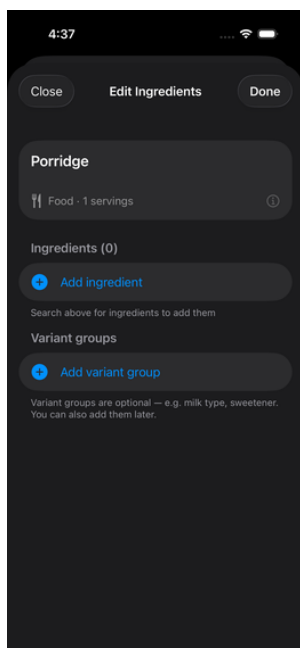 4:37
Close
Edit Ingredients
Done
Porridge
Food · 1 servings
Ingredients (0)
Add ingredient
Search above for ingredients to add them
Variant groups
Add variant group
Variant groups are optional — e.g. milk type, sweetener.
You can also add them later.